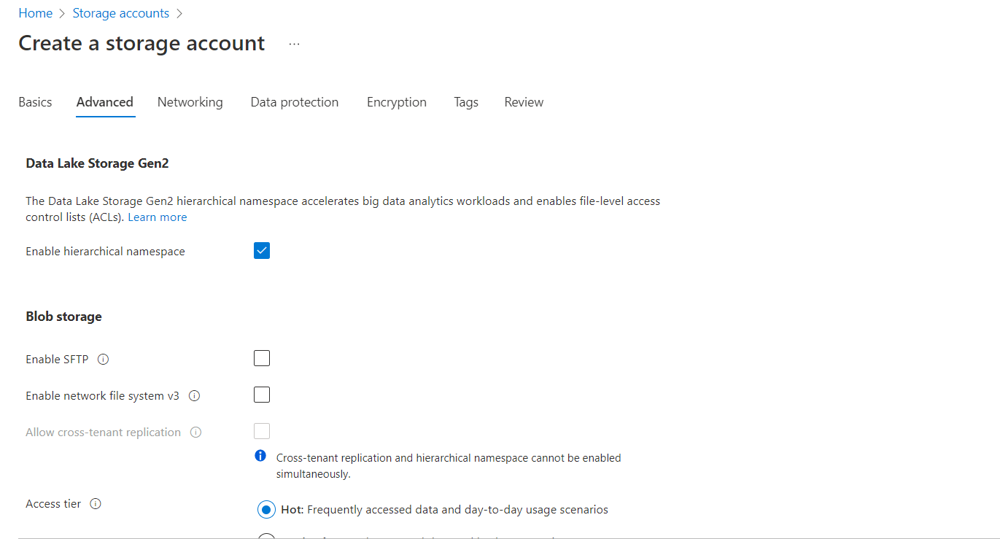 Home > Storage accounts >
Create a storage account ...
Basics Advanced Networking Data protection Encryption Tags Review
Data Lake Storage Gen2
The Data Lake Storage Gen2 hierarchical namespace accelerates big data analytics workloads and enables file-level access
control lists (ACLs). Learn more
Enable hierarchical namespace
Blob storage
Enable SFTP
Enable network file system v3
Allow cross-tenant replication
Cross-tenant replication and hierarchical namespace cannot be enabled
simultaneously.
Access tier
Hot: Frequently accessed data and day-to-day usage scenarios